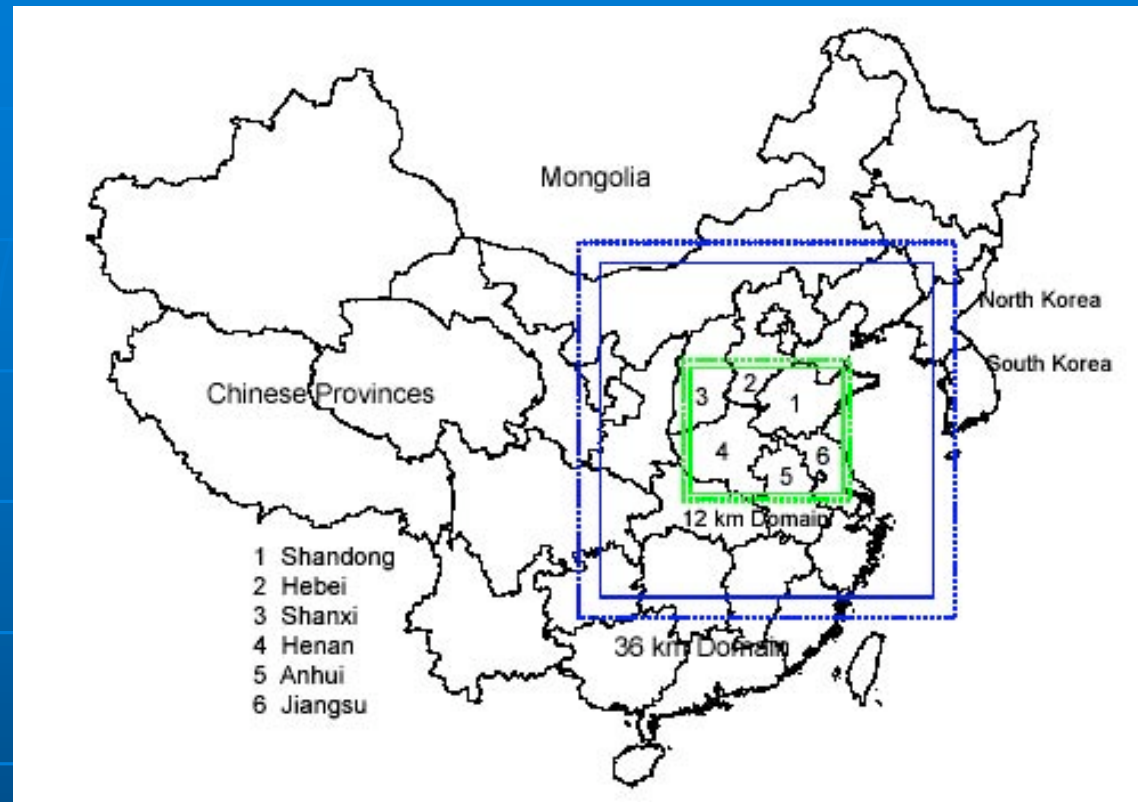 Mongolia
North Korea
South Korea
Chinese Provinces
2
3
1
4
6
5
12 km Domain
1 Shandong
2 Hebei
3 Shanxi
4 Henan
5 Anhui
6 Jiangsu
36 km Domain